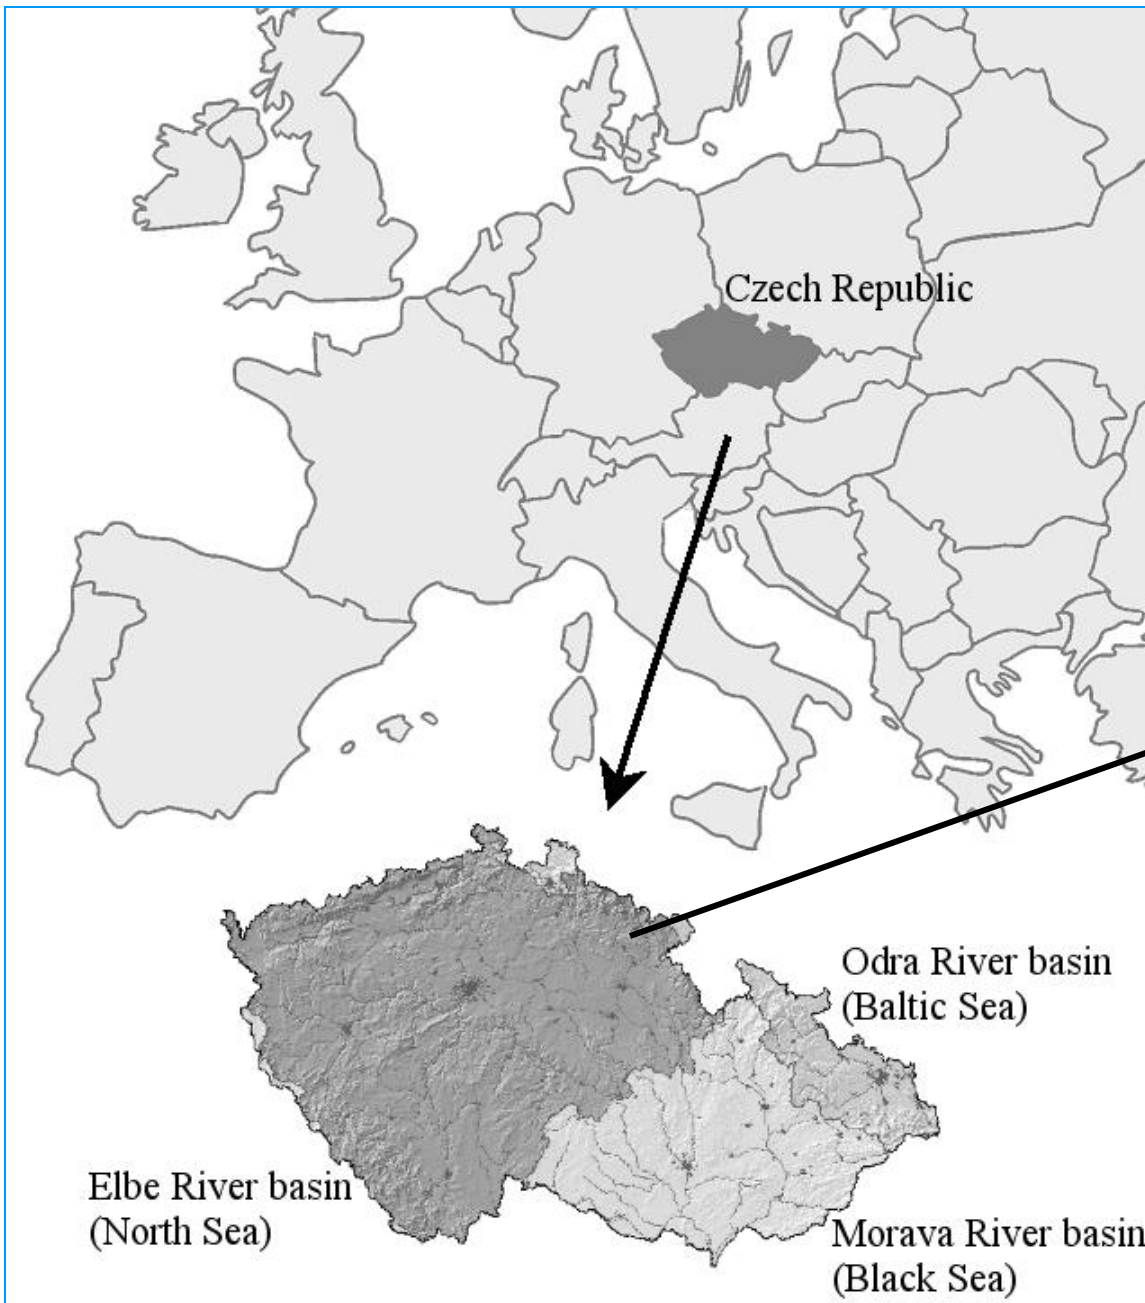 Czech Republic
Odra River basin
(Baltic Sea)
Elbe River basin
(North Sea)
Morava River basin
(Black Sea)